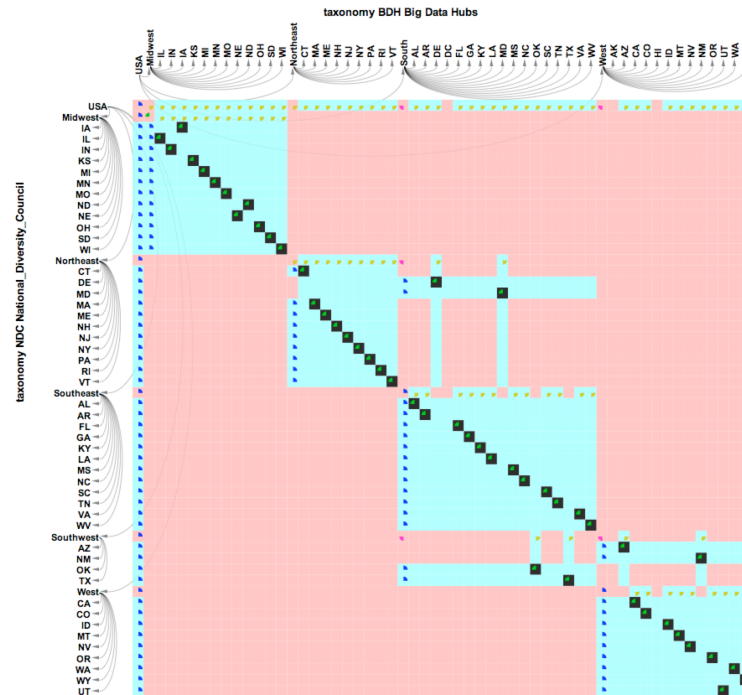 taxonomy BDH Big Data Hubs
USA Midwest IL IN IA KS MI MN MO NE ND OH SD WI Northeast CT MA ME NH NJ NY PA RI VT South AL AR DE DC FL GA KY LA MD MS NC OK SC TN TX VA WV West AK AZ CA CO HI ID MT NV NM OR UT WA
taxonomy NDC National_Diversity_Council
USA
Midwest
IA
IL
IN
KS
MI
MN
MO
ND
NE
OH
SD
WI
Northeast
CT
DE
MD
MA
ME
NH
NJ
NY
PA
RI
VT
Southeast
AL
AR
FL
GA
KY
LA
MS
NC
SC
TN
VA
WV
Southwest
AZ
NM
OK
TX
West
CA
CO
ID
MT
NV
OR
WA
WY
UT